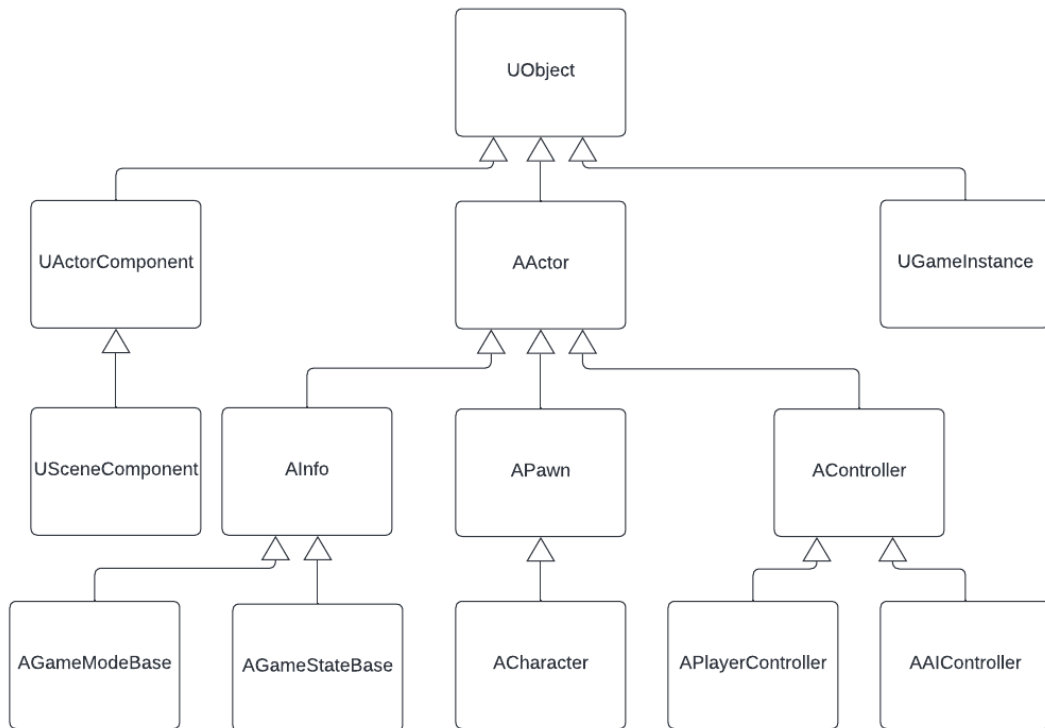 UObject
UActorComponent
AActor
UGameInstance
USceneComponent
AInfo
APawn
AController
AGameModeBase
AGameStateBase
ACharacter
APlayerController
AAIController